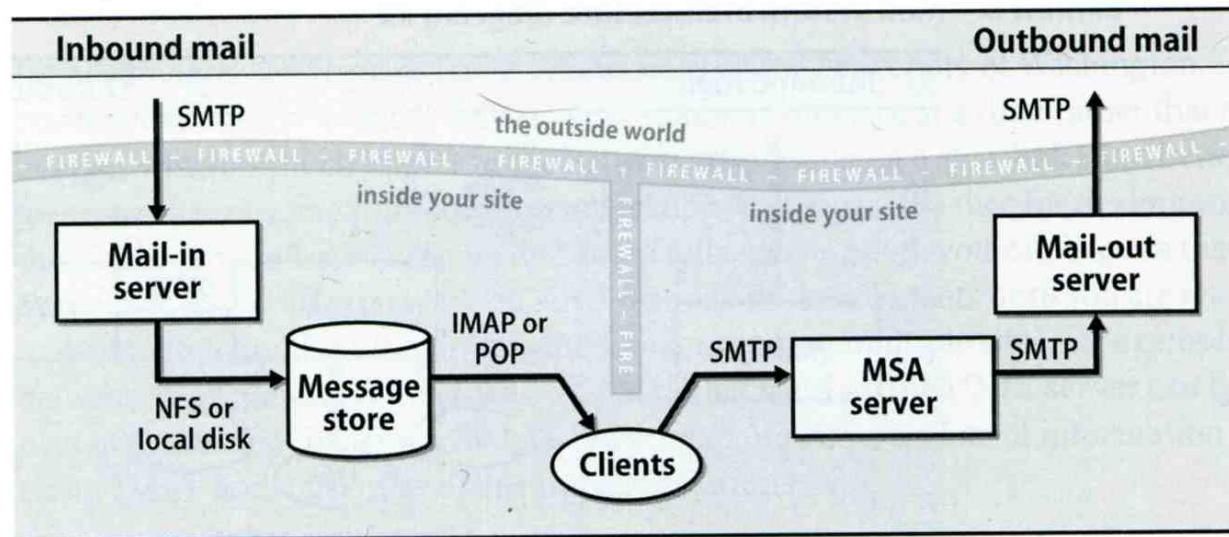 Inbound mail
Outbound mail
SMTP
SMTP
the outside world
- FIREWALL - FIREWALL - FIREWALL - FIREWALL - FIREWALL - FIREWALL - FIREWALL - FIREWALL
inside your site
inside your site
FIREWALL - FIRE
Mail-in
server
Mail-out
server
IMAP or
POP
SMTP
SMTP
Message
store
MSA
server
NFS or
local disk
Clients